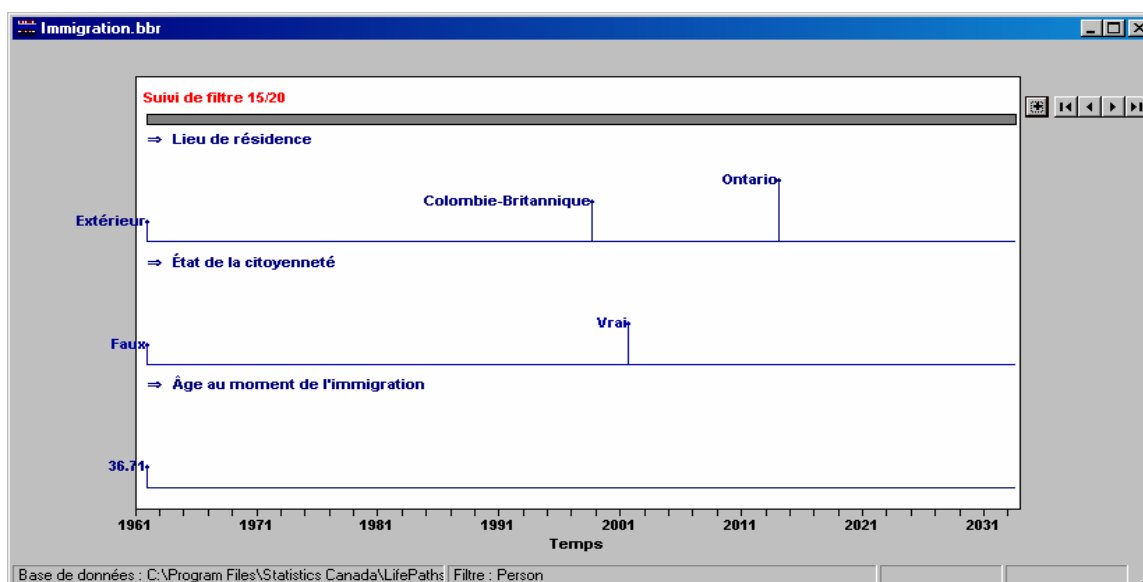 Immigration.bbr
Suivi de filtre 15/20
⇒ Lieu de résidence
Ontario
Colombie-Britannique
Extérieur
⇒ État de la citoyenneté
Vrai
Faux
⇒ Âge au moment de l'immigration
36.71
1961 1971 1981 1991 2001 2011 2021 2031
Temps
Base de données : C:\Program Files\Statistics Canada\LifePaths Filtre : Person